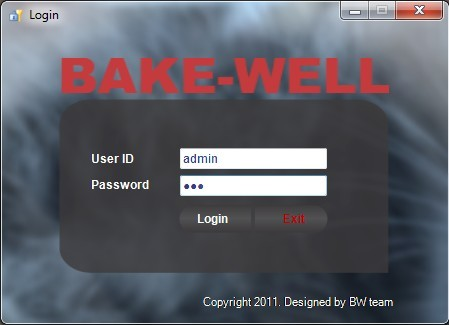 Login
BAKE-WELL
User ID admin
Password •••
Login Exit
Copyright 2011. Designed by BW team